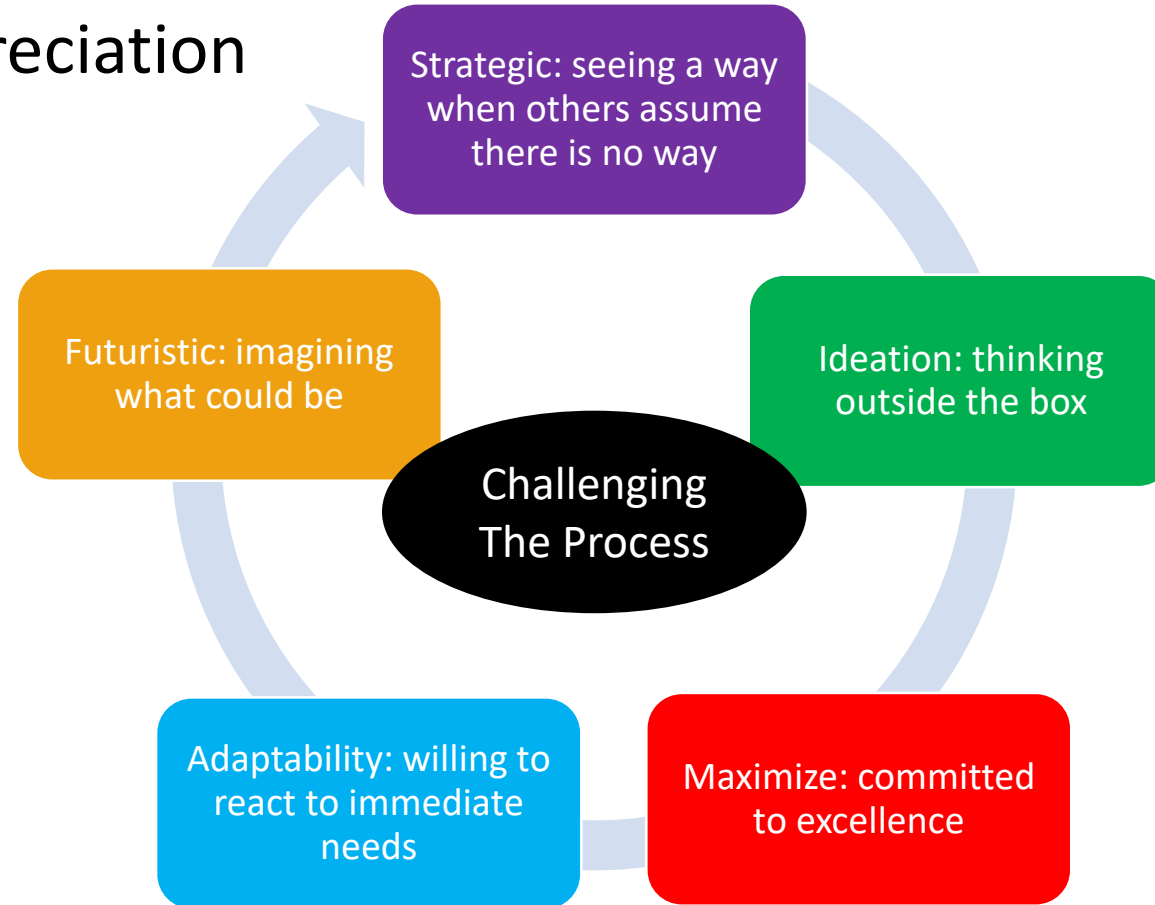 reciation
Strategic: seeing a way
when others assume
there is no way
Ideation: thinking
outside the box
Maximize: committed
to excellence
Adaptability: willing to
react to immediate
needs
Futuristic: imagining
what could be
Challenging
The Process